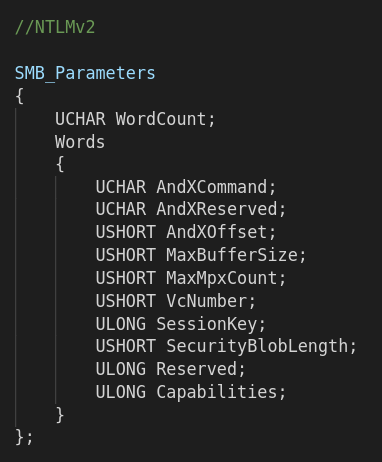 //NTLMv2
SMB_Parameters
{
UCHAR WordCount;
Words
{
UCHAR AndXCommand;
UCHAR AndXReserved;
USHORT AndXOffset;
USHORT MaxBufferSize;
USHORT MaxMpxCount;
USHORT VcNumber;
ULONG SessionKey;
USHORT SecurityBlobLength;
ULONG Reserved;
ULONG Capabilities;
}
};